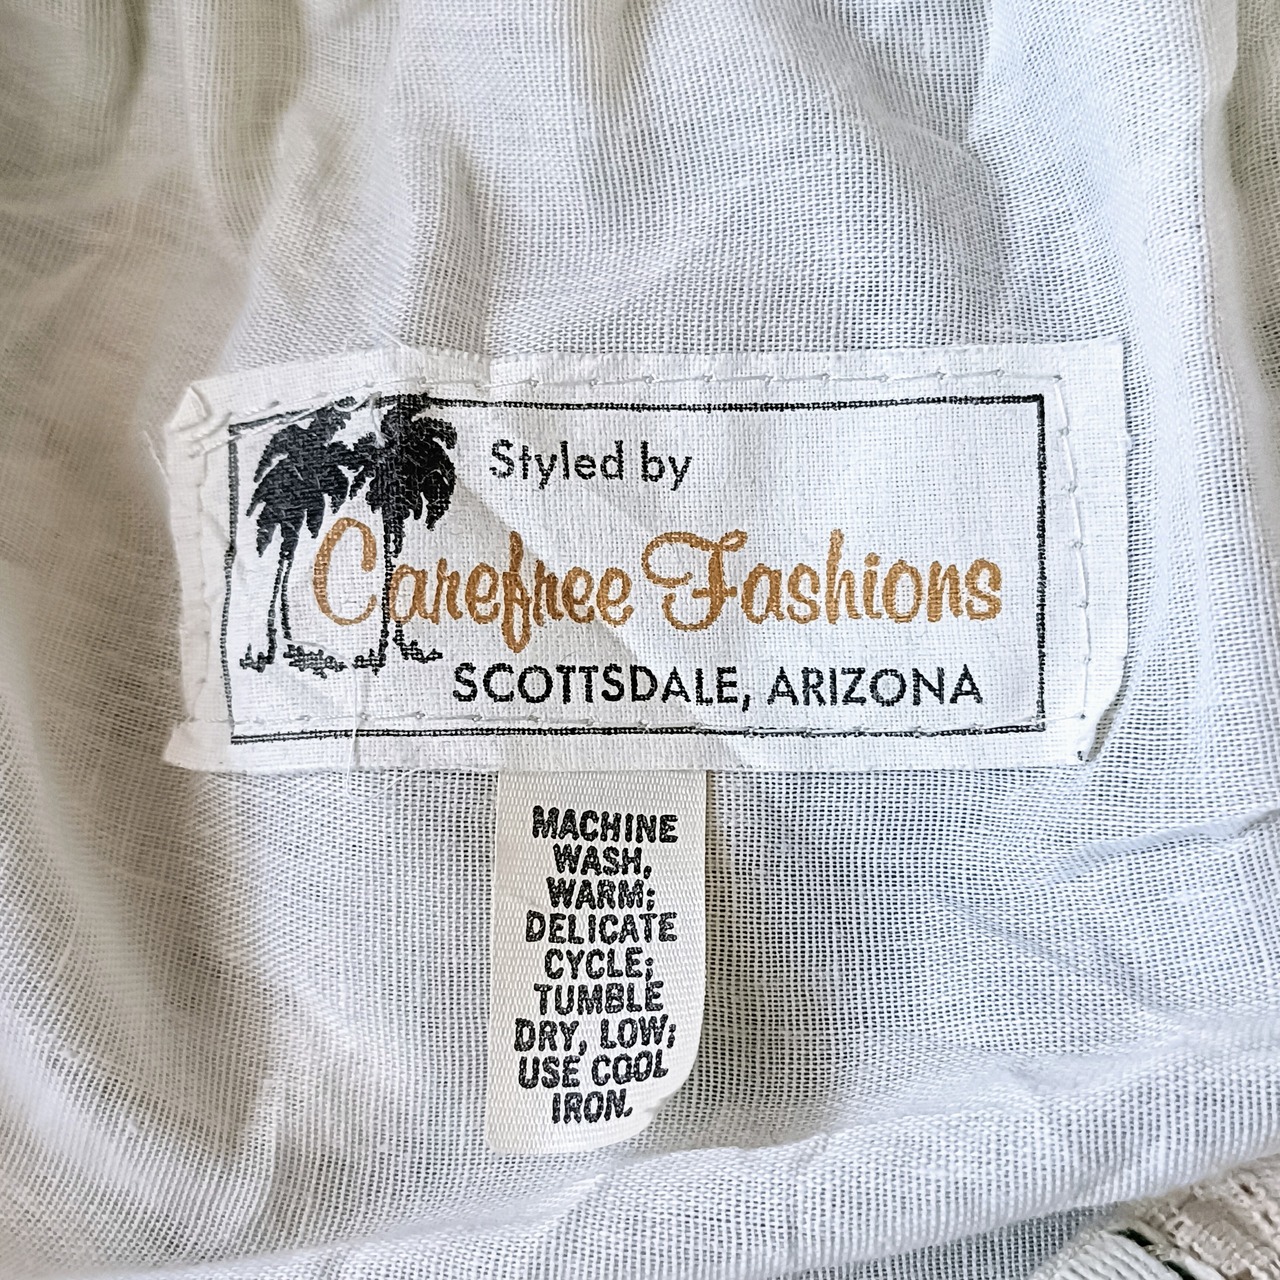 Styled by
Carefree Fashions
SCOTTSDALE, ARIZONA
MACHINE
WASH,
WARM;
DELICATE
CYCLE;
TUMBLE
DRY, LOW;
USE COOL
IRON.